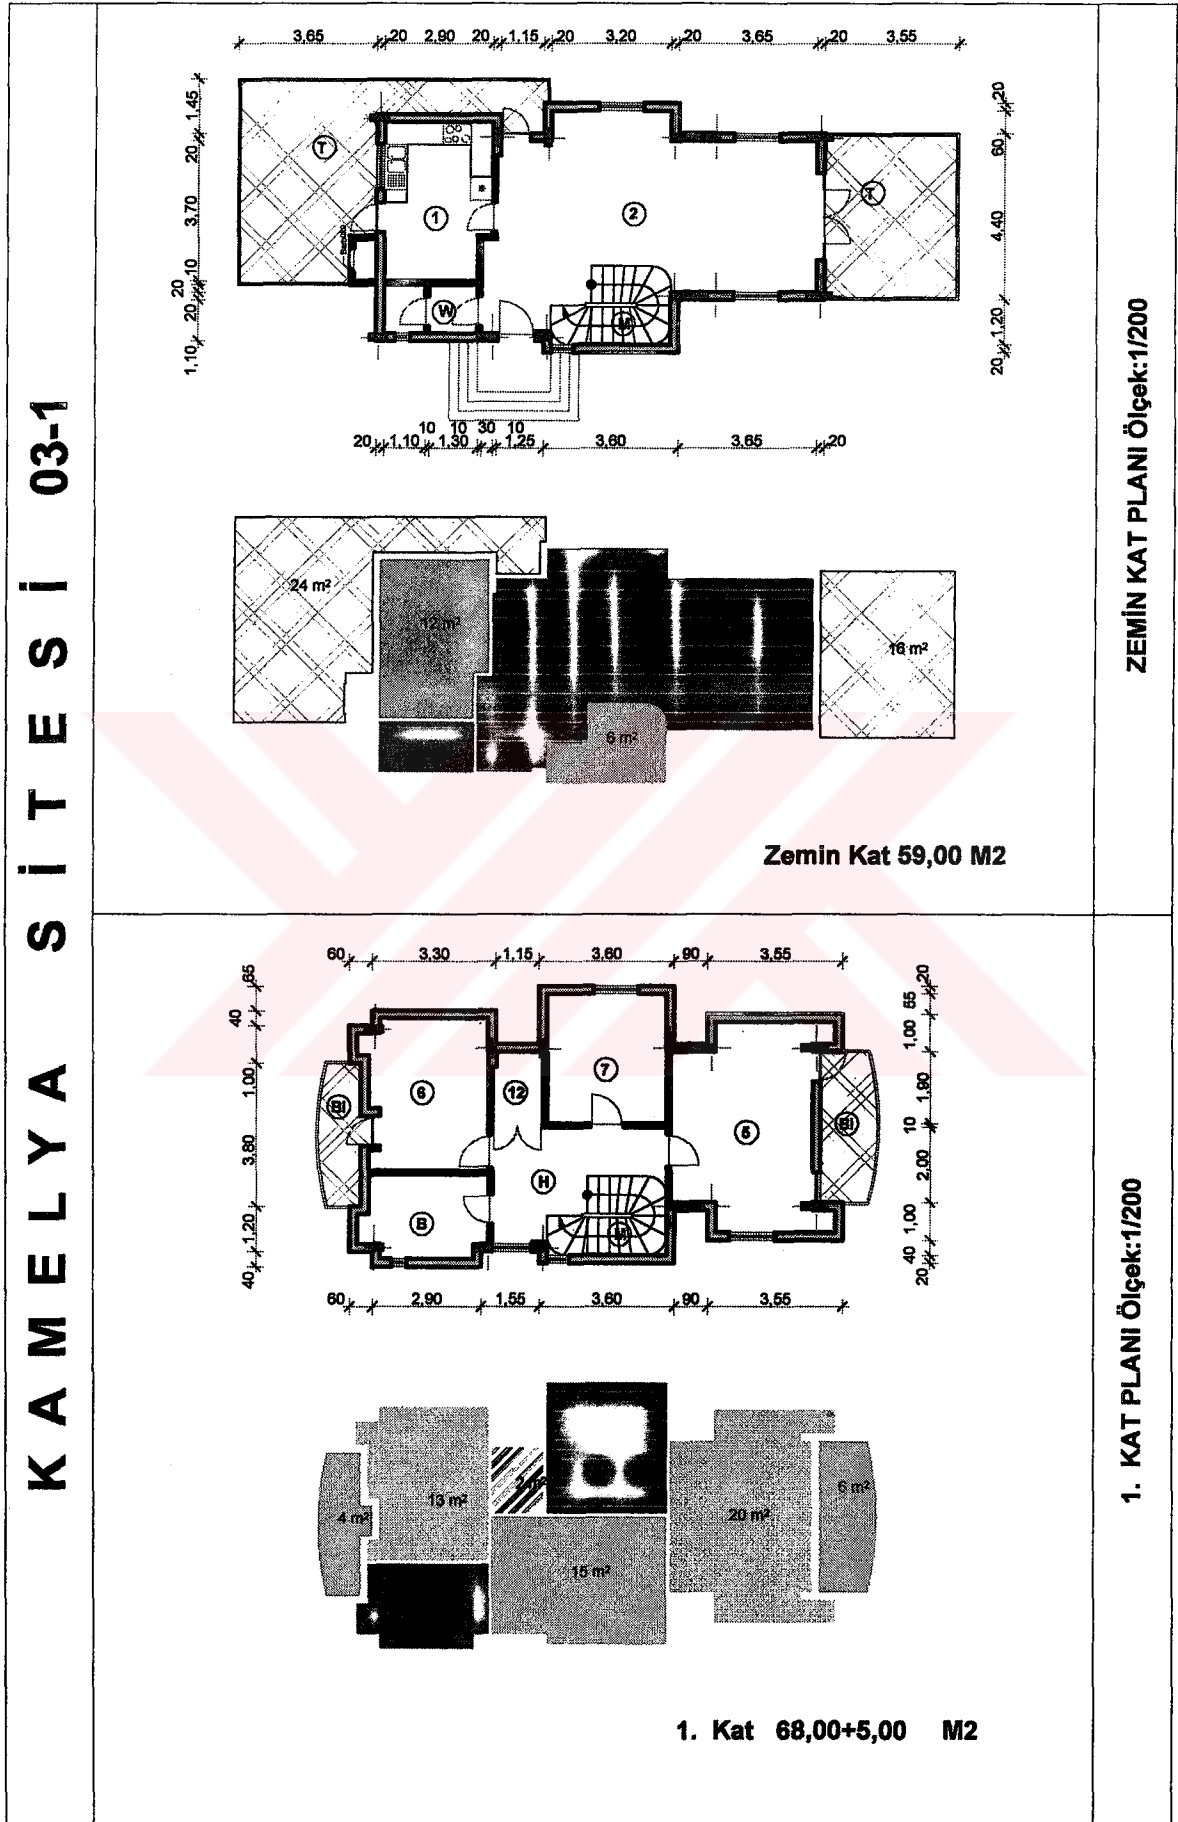 KAMELYA SİTESİ 03-1
3,65 20 2,90 20 1,15 20 3,20 20 3,65 20 3,55
1,45
20
3,70
10
20
20
1,10
T
1
2
T
W
M
20
60
4,40
1,20
20
10 10 30 10
20 1,10 1,30 1,25 3,60 3,65 20
24 m²
12 m²
16 m²
6 m²
Zemin Kat 59,00 M2
ZEMİN KAT PLANI Ölçek:1/200
60 3,30 1,15 3,60 90 3,55
65
40
1,00
3,80
1,20
40
Bl
6
12
7
5
Bl
H
B
M
20
55
1,00
1,90
10
2,00
1,00
40
20
60 2,90 1,55 3,60 90 3,55
13 m²
4 m²
2 m²
20 m²
6 m²
15 m²
1. Kat 68,00+5,00 M2
1. KAT PLANI Ölçek:1/200